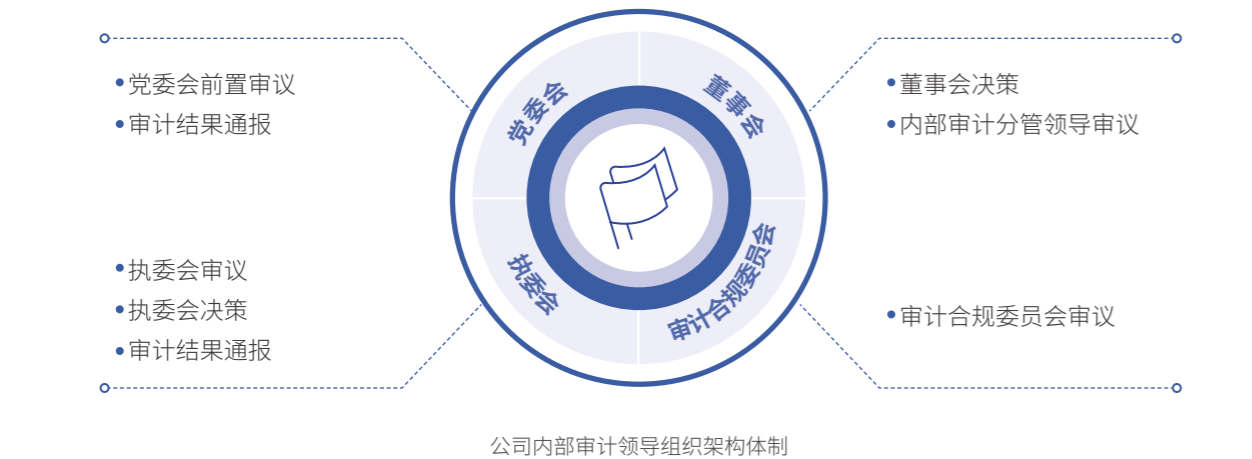 党委会前置审议
审计结果通报
董事会决策
内部审计分管领导审议
党委会
董事会
执委会
审计合规委员会
执委会审议
执委会决策
审计结果通报
审计合规委员会审议
公司内部审计领导组织架构体制